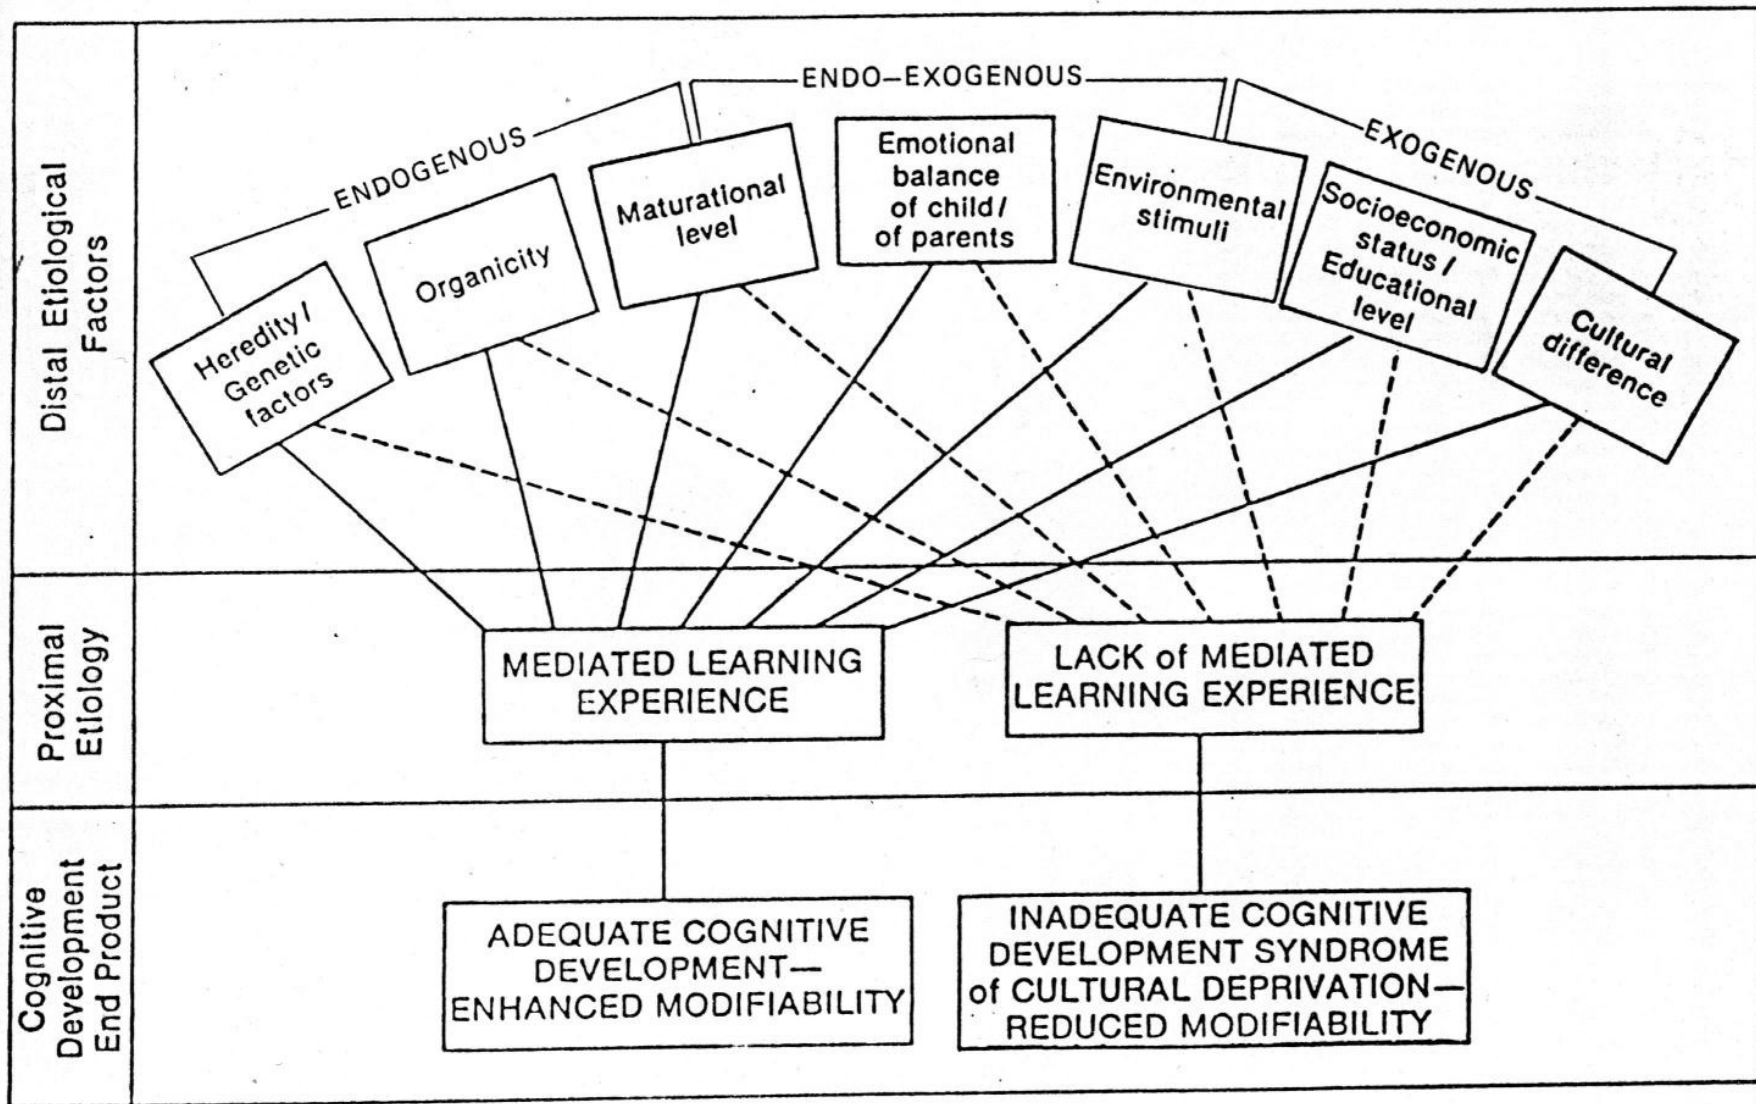 ENDO–EXOGENOUS
ENDOGENOUS
EXOGENOUS
Distal Etiological
Factors
Heredity/
Genetic
factors
Organicity
Maturational
level
Emotional
balance
of child/
of parents
Environmental
stimuli
Socioeconomic
status/
Educational
level
Cultural
difference
Proximal
Etiology
MEDIATED LEARNING
EXPERIENCE
LACK of MEDIATED
LEARNING EXPERIENCE
Cognitive
Development
End Product
ADEQUATE COGNITIVE
DEVELOPMENT—
ENHANCED MODIFIABILITY
INADEQUATE COGNITIVE
DEVELOPMENT SYNDROME
of CULTURAL DEPRIVATION—
REDUCED MODIFIABILITY